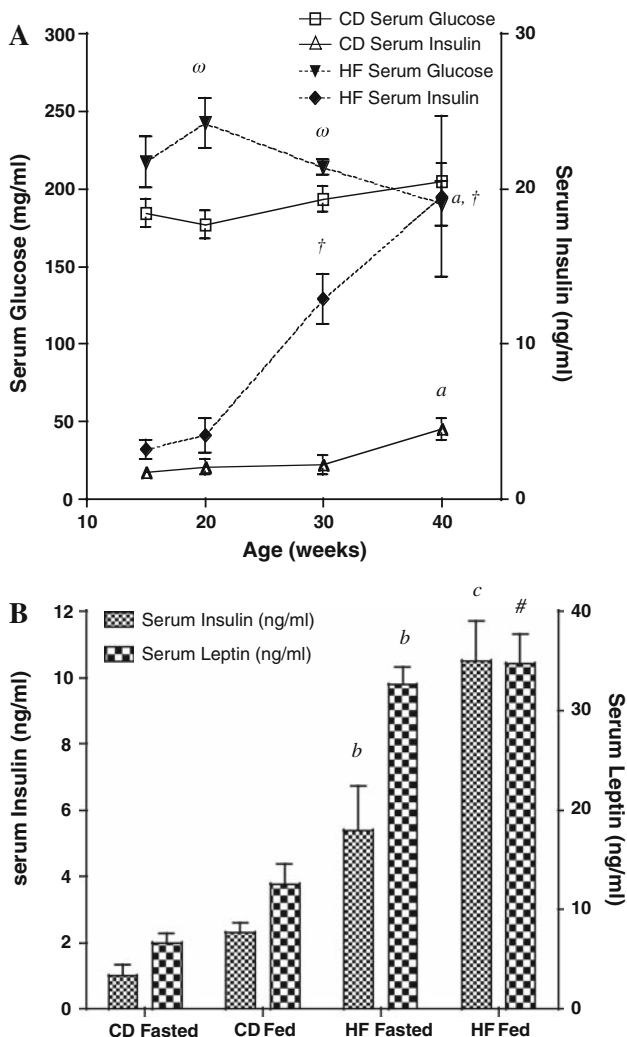 A
CD Serum Glucose
CD Serum Insulin
HF Serum Glucose
HF Serum Insulin
300
250
200
150
100
50
0
30
20
10
0
Serum Glucose (mg/ml)
Serum Insulin (ng/ml)
ω
ω
†
a, †
a
10
20
30
40
Age (weeks)
B
Serum Insulin (ng/ml)
Serum Leptin (ng/ml)
12
10
8
6
4
2
0
40
30
20
10
0
serum Insulin (ng/ml)
Serum Leptin (ng/ml)
b
b
c
#
CD Fasted
CD Fed
HF Fasted
HF Fed